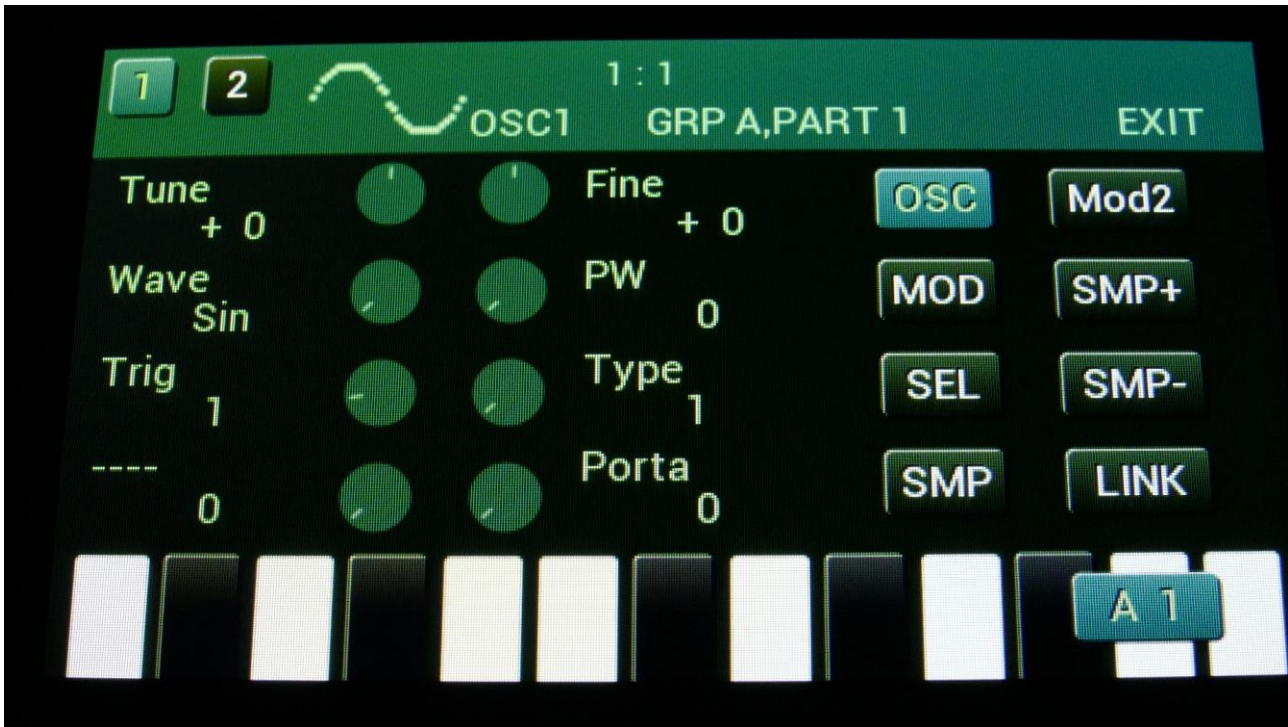 1 2 1 : 1
OSC1 GRP A,PART 1 EXIT
Tune Fine OSC Mod2
+ 0 + 0
Wave PW MOD SMP+
Sin 0
Trig Type SEL SMP-
1 1
---- Porta SMP LINK
0 0
A 1